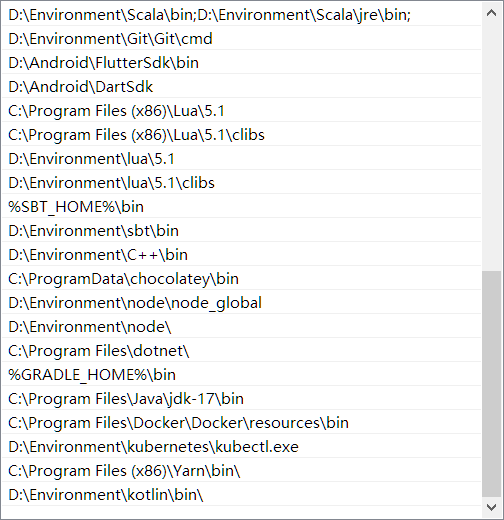 D:\Environment\Scala\bin;D:\Environment\Scala\jre\bin;
D:\Environment\Git\Git\cmd
D:\Android\FlutterSdk\bin
D:\Android\DartSdk
C:\Program Files (x86)\Lua\5.1
C:\Program Files (x86)\Lua\5.1\clibs
D:\Environment\lua\5.1
D:\Environment\lua\5.1\clibs
%SBT_HOME%\bin
D:\Environment\sbt\bin
D:\Environment\C++\bin
C:\ProgramData\chocolatey\bin
D:\Environment\node\node_global
D:\Environment\node\
C:\Program Files\dotnet\
%GRADLE_HOME%\bin
C:\Program Files\Java\jdk-17\bin
C:\Program Files\Docker\Docker\resources\bin
D:\Environment\kubernetes\kubectl.exe
C:\Program Files (x86)\Yarn\bin\
D:\Environment\kotlin\bin\